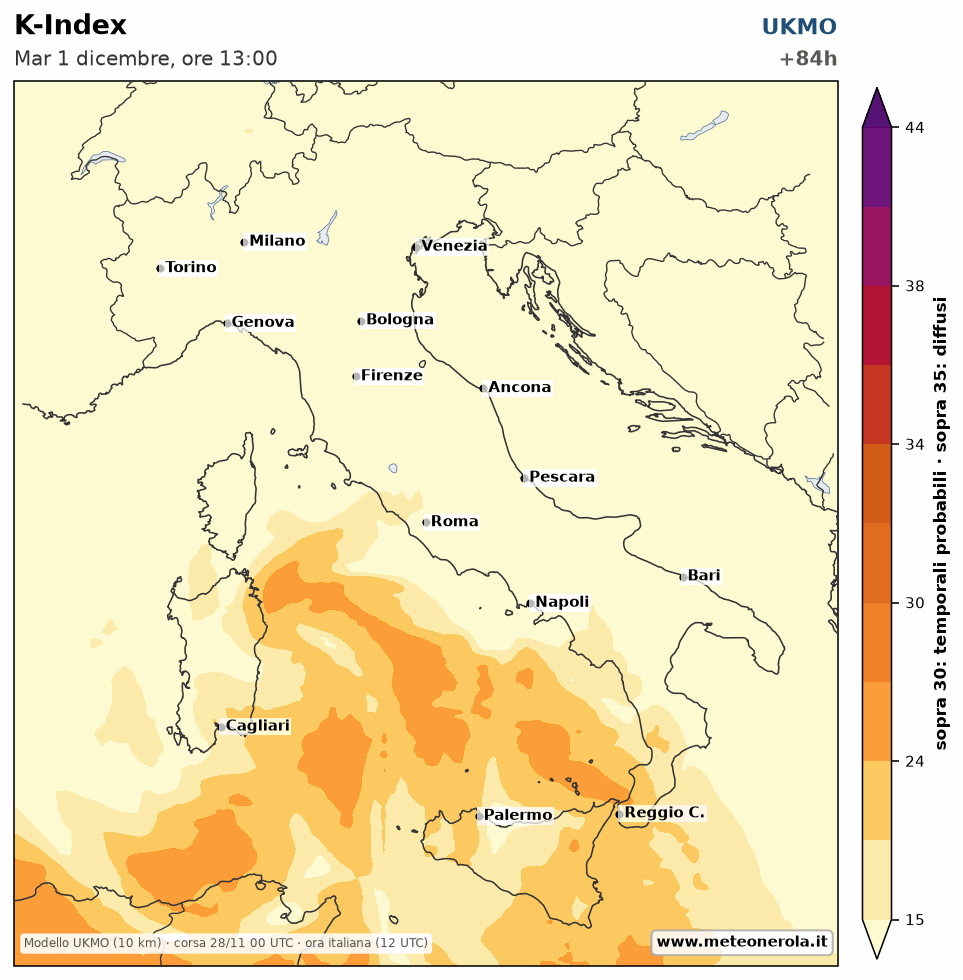 K-Index
UKMO
Mar 1 dicembre, ore 13:00
+84h
44
Milano
Venezia
Torino
38
Genova
Bologna
Firenze
Ancona
34
Pescara
Roma
Bari
Napoli
30
Cagliari
24
Palermo
Reggio C.
15
sopra 30: temporali probabili · sopra 35: diffusi
Modello UKMO (10 km) · corsa 28/11 00 UTC · ora italiana (12 UTC)
www.meteonerola.it